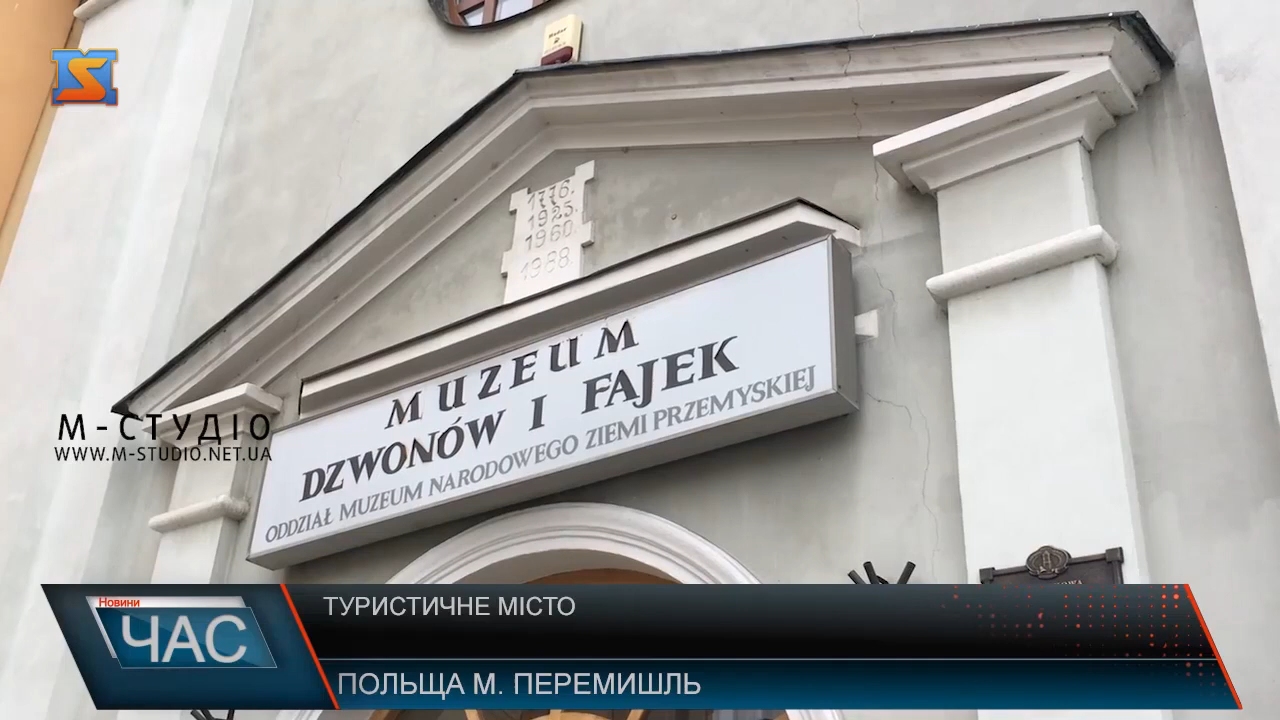 1776.
1925.
1960.
1988.
MUZEUM
DZWONÓW I FAJEK
ODDZIAŁ MUZEUM NARODOWEGO ZIEMI PRZEMYSKIEJ
М-СТУДІО
WWW.M-STUDIO.NET.UA
Новини
ЧАС
ТУРИСТИЧНЕ МІСТО
ПОЛЬЩА М. ПЕРЕМИШЛЬ